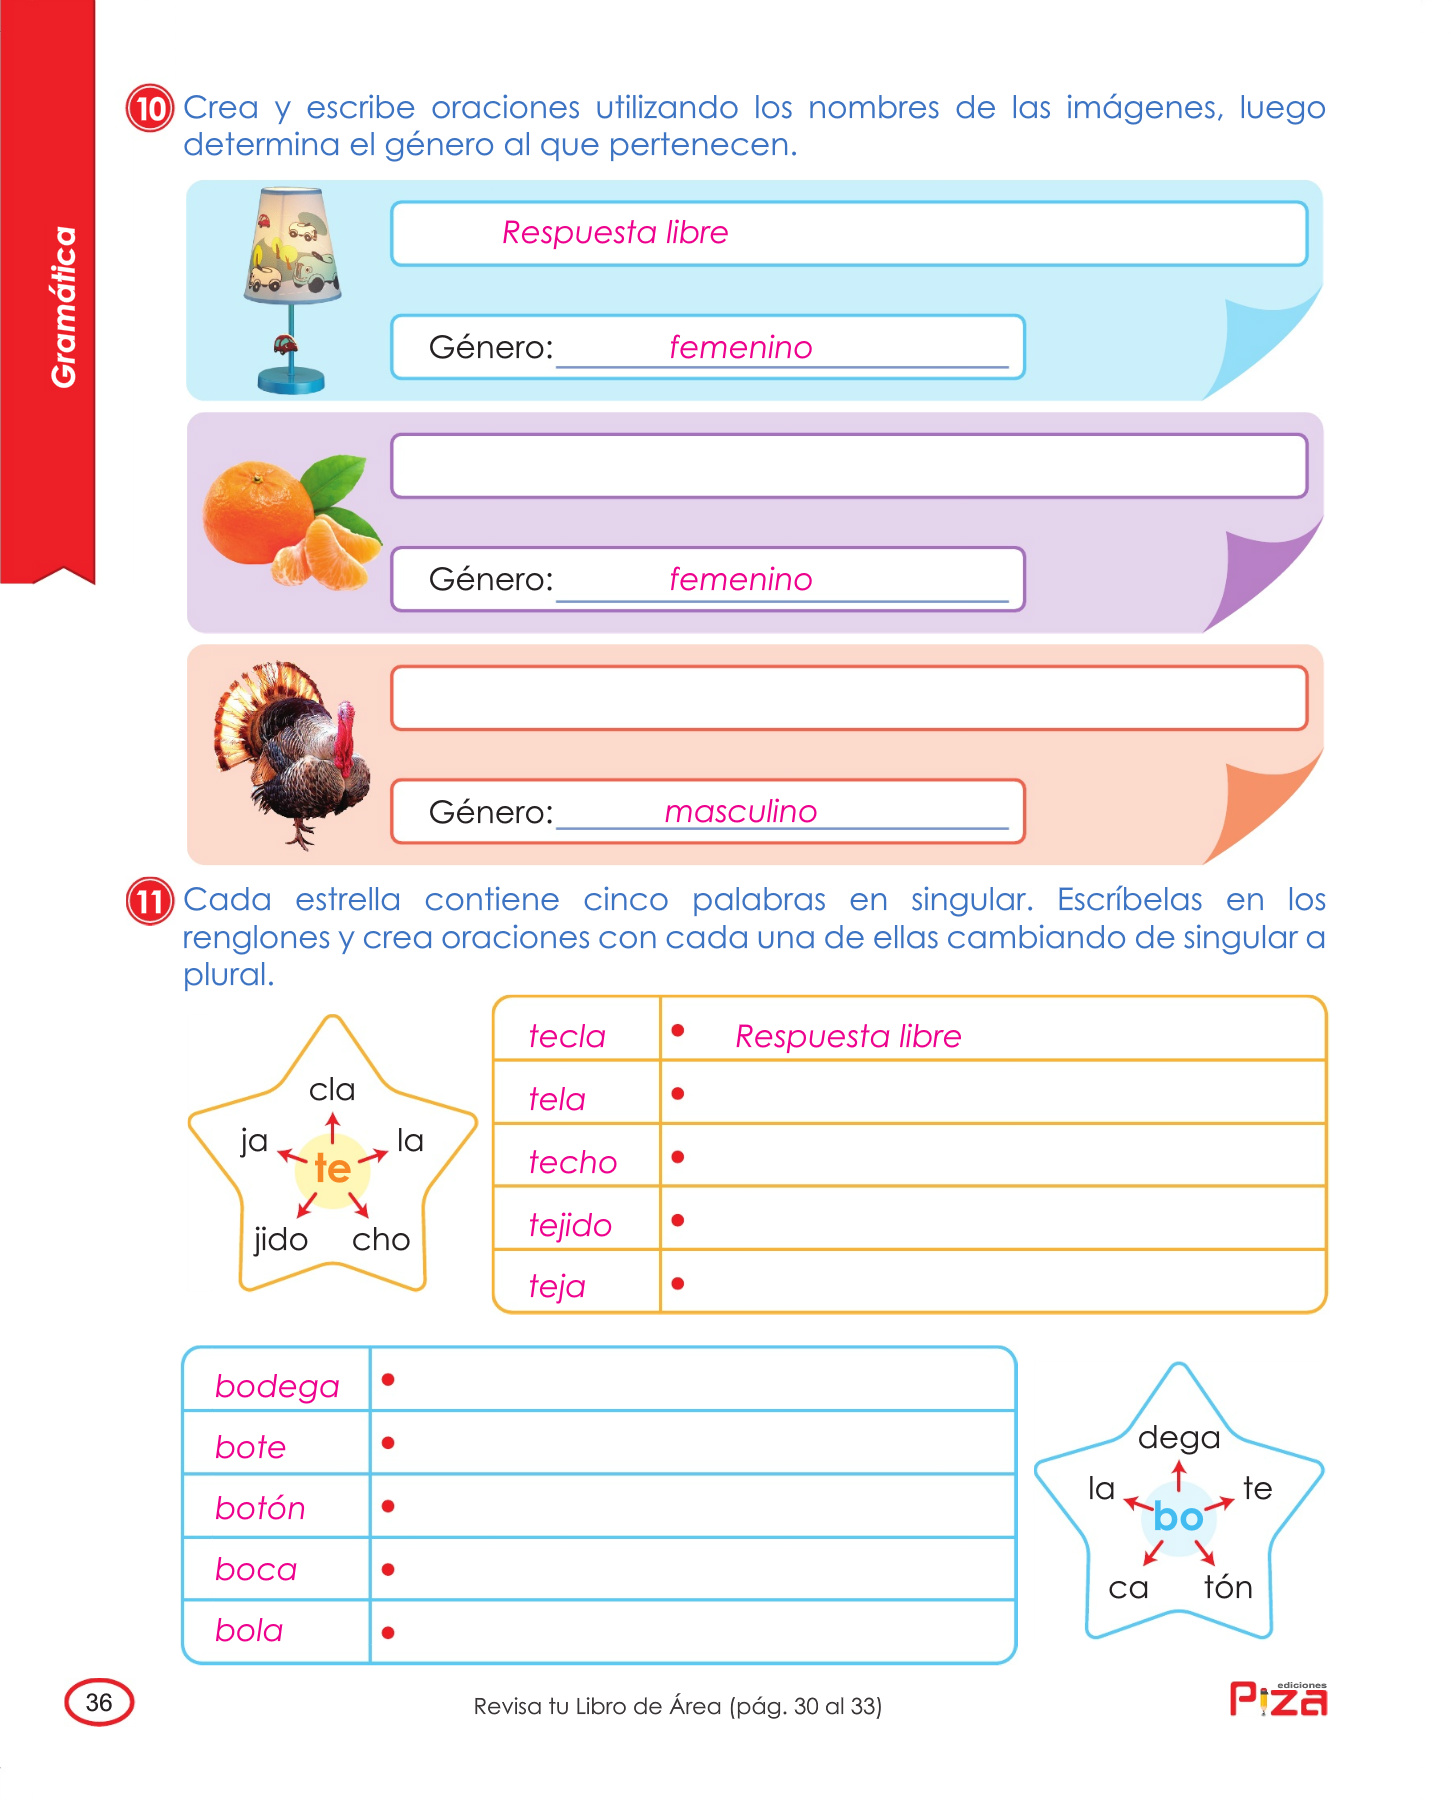 Gramática
10 Crea y escribe oraciones utilizando los nombres de las imágenes, luego
determina el género al que pertenecen.
Respuesta libre
Género: femenino
Género: femenino
Género: masculino
11 Cada estrella contiene cinco palabras en singular. Escríbelas en los
renglones y crea oraciones con cada una de ellas cambiando de singular a
plural.
cla
ja
la
te
jido
cho
tecla • Respuesta libre
tela •
techo •
tejido •
teja •
bodega •
bote •
botón •
boca •
bola •
dega
la
te
bo
ca
tón
36
Revisa tu Libro de Área (pág. 30 al 33)
ediciones
Piza